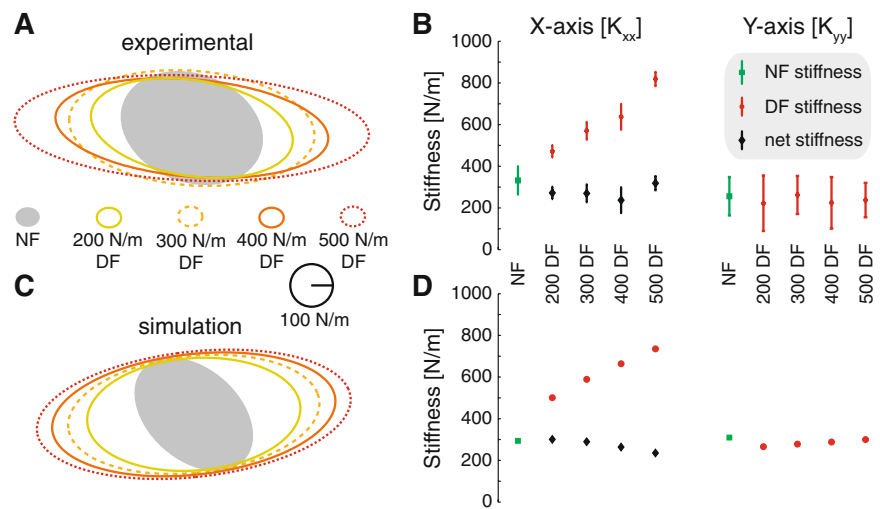 A
experimental
NF
200 N/m
DF
300 N/m
DF
400 N/m
DF
500 N/m
DF
C
simulation
100 N/m
B
X-axis [Kxx]
Y-axis [Kyy]
Stiffness [N/m]
1000
800
600
400
200
0
NF
200 DF
300 DF
400 DF
500 DF
NF stiffness
DF stiffness
net stiffness
NF
200 DF
300 DF
400 DF
500 DF
D
Stiffness [N/m]
1000
800
600
400
200
0